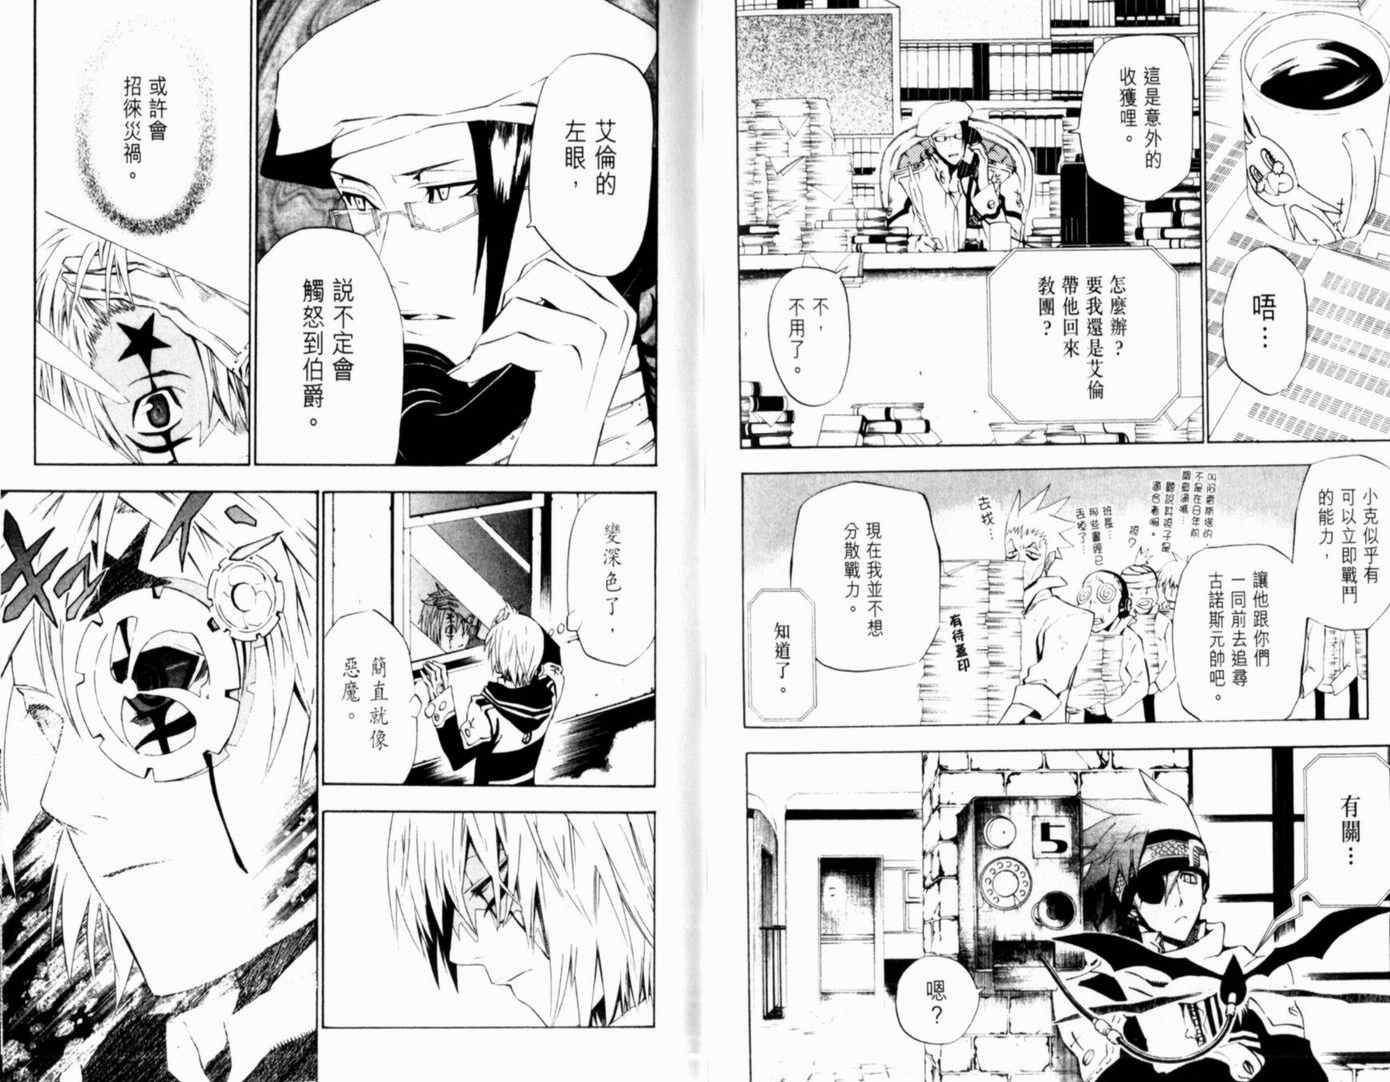 唔…
這是意外的
收獲哩。
怎麼辦？
要我還是艾倫
帶他回來
教團？
不，
不用了。
小克似乎有
可以立即戰鬥
的能力，
讓他跟你們
一同前去追尋
古諾斯元帥吧。
去找…
有待蓋印
現在我並不想
分散戰力。
知道了。
有關…
5
嗯？
艾倫的
左眼，
說不定會
觸怒到伯爵。
或許會
招徠災禍。
變深色了，
簡直就像
惡魔。